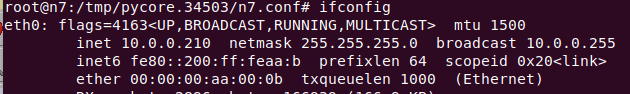 root@n7:/tmp/pycore.34503/n7.conf# ifconfig
eth0: flags=4163<UP,BROADCAST,RUNNING,MULTICAST>  mtu 1500
        inet 10.0.0.210  netmask 255.255.255.0  broadcast 10.0.0.255
        inet6 fe80::200:ff:feaa:b  prefixlen 64  scopeid 0x20<link>
        ether 00:00:00:aa:00:0b  txqueuelen 1000  (Ethernet)